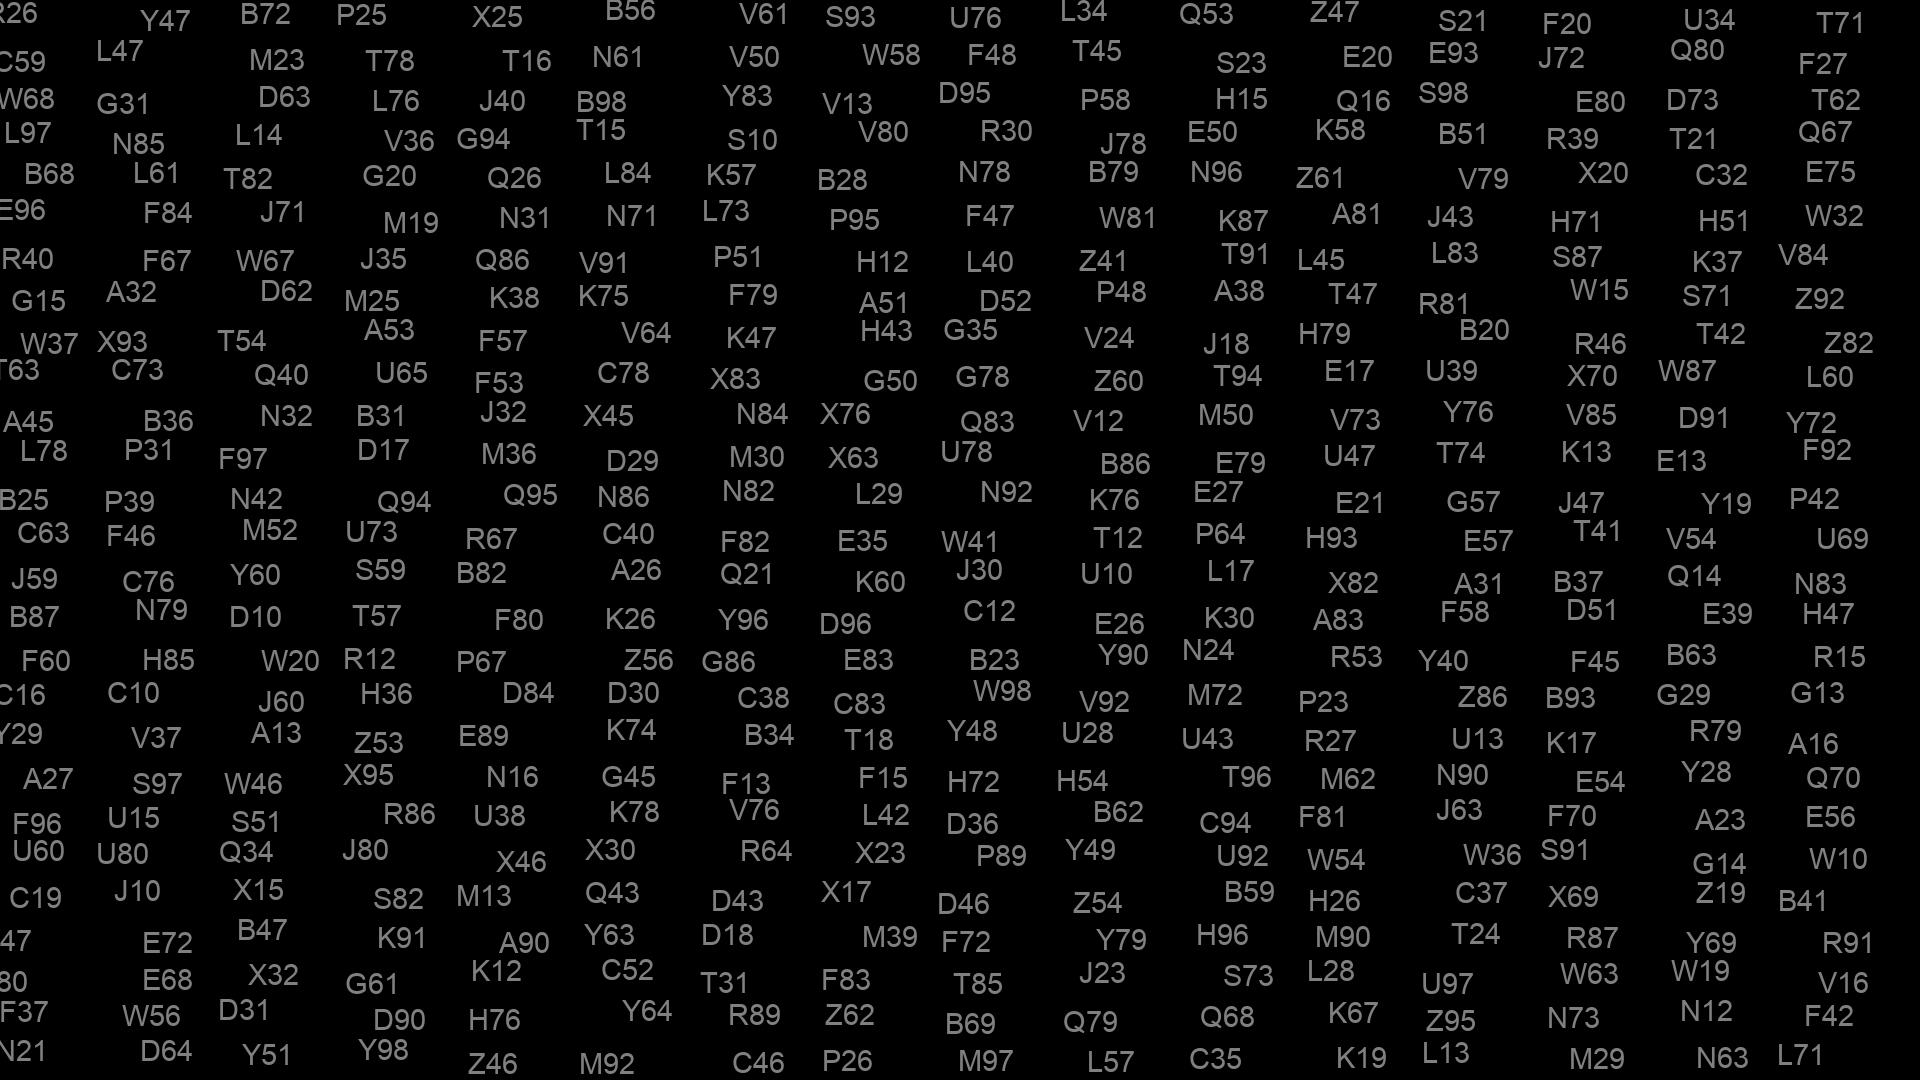 R26 Y47 B72 P25 X25 B56 V61 S93 U76 L34 Q53 Z47 S21 F20 U34 T71
C59 L47 M23 T78 T16 N61 V50 W58 F48 T45 S23 E20 E93 J72 Q80 F27
W68 G31 D63 L76 J40 B98 Y83 V13 D95 P58 H15 Q16 S98 E80 D73 T62
L97 N85 L14 V36 G94 T15 S10 V80 R30 J78 E50 K58 B51 R39 T21 Q67
B68 L61 T82 G20 Q26 L84 K57 B28 N78 B79 N96 Z61 V79 X20 C32 E75
E96 F84 J71 M19 N31 N71 L73 P95 F47 W81 K87 A81 J43 H71 H51 W32
R40 F67 W67 J35 Q86 V91 P51 H12 L40 Z41 T91 L45 L83 S87 K37 V84
G15 A32 D62 M25 K38 K75 F79 A51 D52 P48 A38 T47 R81 W15 S71 Z92
W37 X93 T54 A53 F57 V64 K47 H43 G35 V24 J18 H79 B20 R46 T42 Z82
T63 C73 Q40 U65 F53 C78 X83 G50 G78 Z60 T94 E17 U39 X70 W87 L60
A45 B36 N32 B31 J32 X45 N84 X76 Q83 V12 M50 V73 Y76 V85 D91 Y72
L78 P31 F97 D17 M36 D29 M30 X63 U78 B86 E79 U47 T74 K13 E13 F92
B25 P39 N42 Q94 Q95 N86 N82 L29 N92 K76 E27 E21 G57 J47 Y19 P42
C63 F46 M52 U73 R67 C40 F82 E35 W41 T12 P64 H93 E57 T41 V54 U69
J59 C76 Y60 S59 B82 A26 Q21 K60 J30 U10 L17 X82 A31 B37 Q14 N83
B87 N79 D10 T57 F80 K26 Y96 D96 C12 E26 K30 A83 F58 D51 E39 H47
F60 H85 W20 R12 P67 Z56 G86 E83 B23 Y90 N24 R53 Y40 F45 B63 R15
C16 C10 J60 H36 D84 D30 C38 C83 W98 V92 M72 P23 Z86 B93 G29 G13
Y29 V37 A13 Z53 E89 K74 B34 T18 Y48 U28 U43 R27 U13 K17 R79 A16
A27 S97 W46 X95 N16 G45 F13 F15 H72 H54 T96 M62 N90 E54 Y28 Q70
F96 U15 S51 R86 U38 K78 V76 L42 D36 B62 C94 F81 J63 F70 A23 E56
U60 U80 Q34 J80 X46 X30 R64 X23 P89 Y49 U92 W54 W36 S91 G14 W10
C19 J10 X15 S82 M13 Q43 D43 X17 D46 Z54 B59 H26 C37 X69 Z19 B41
47 E72 B47 K91 A90 Y63 D18 M39 F72 Y79 H96 M90 T24 R87 Y69 R91
80 E68 X32 G61 K12 C52 T31 F83 T85 J23 S73 L28 U97 W63 W19 V16
F37 W56 D31 D90 H76 Y64 R89 Z62 B69 Q79 Q68 K67 Z95 N73 N12 F42
N21 D64 Y51 Y98 Z46 M92 C46 P26 M97 L57 C35 K19 L13 M29 N63 L71